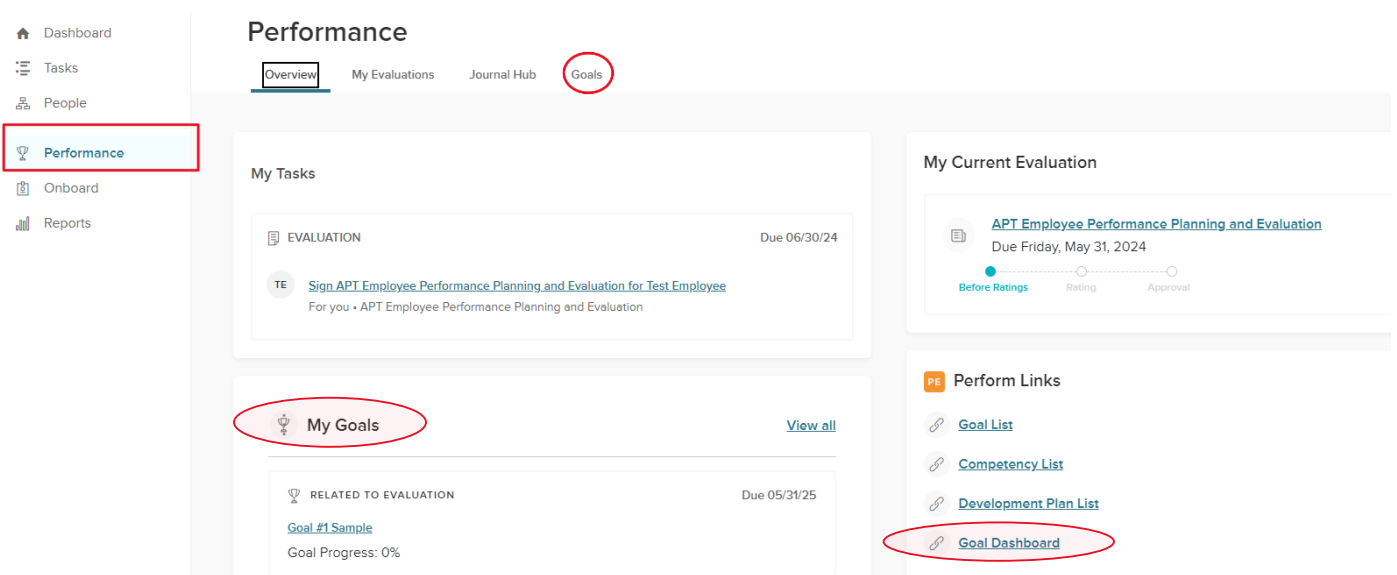 Dashboard
Tasks
People
Performance
Onboard
Reports
Performance
Overview My Evaluations Journal Hub Goals
My Tasks
EVALUATION Due 06/30/24
TE Sign APT Employee Performance Planning and Evaluation for Test Employee
For you • APT Employee Performance Planning and Evaluation
My Goals View all
RELATED TO EVALUATION Due 05/31/25
Goal #1 Sample
Goal Progress: 0%
My Current Evaluation
APT Employee Performance Planning and Evaluation
Due Friday, May 31, 2024
Before Ratings Rating Approval
PE Perform Links
Goal List
Competency List
Development Plan List
Goal Dashboard